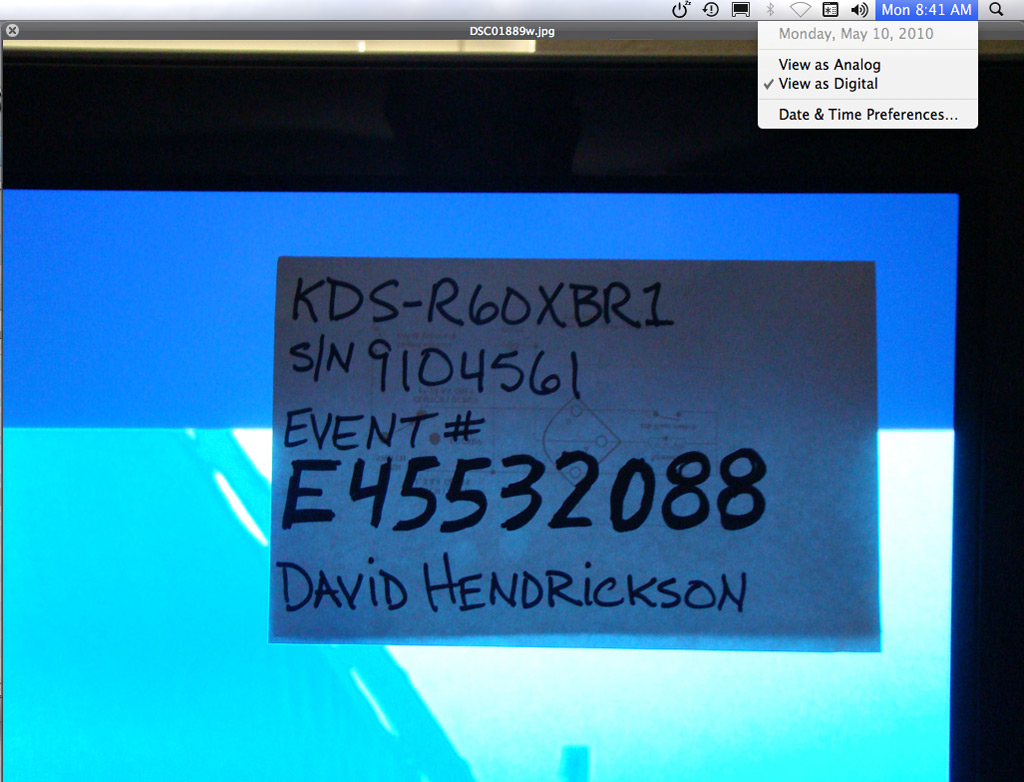 Mon 8:41 AM
DSC01889w.jpg
Monday, May 10, 2010
View as Analog
✓ View as Digital
Date & Time Preferences...
KDS-R60XBR1
S/N 9104561
EVENT #
E45532088
DAVID HENDRICKSON